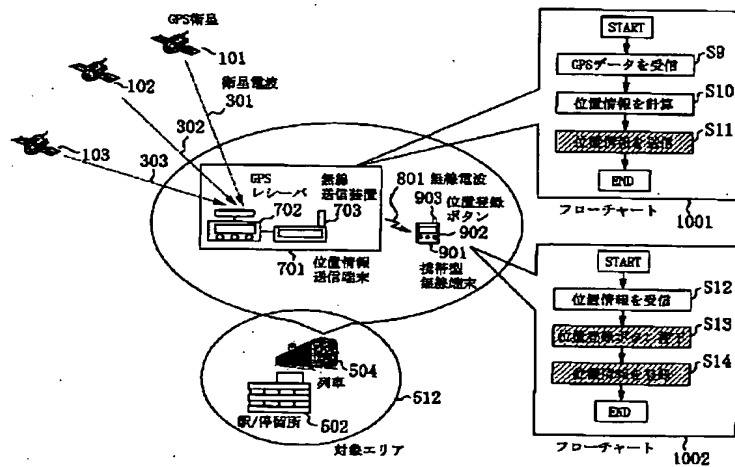 GPS衛星
101
102
103
衛星電波
301
302
303
GPS
レシーバ
無線
送信装置
702
703
701
位置情報
送信端末
801 無線電波
903
位置登録
ボタン
902
901
携帯型
無線端末
504
列車
502
駅/停留所
512
対象エリア
START
GPSデータを受信
S9
位置情報を計算
S10
S11
END
フローチャート
1001
START
位置情報を受信
S12
S13
S14
END
フローチャート
1002